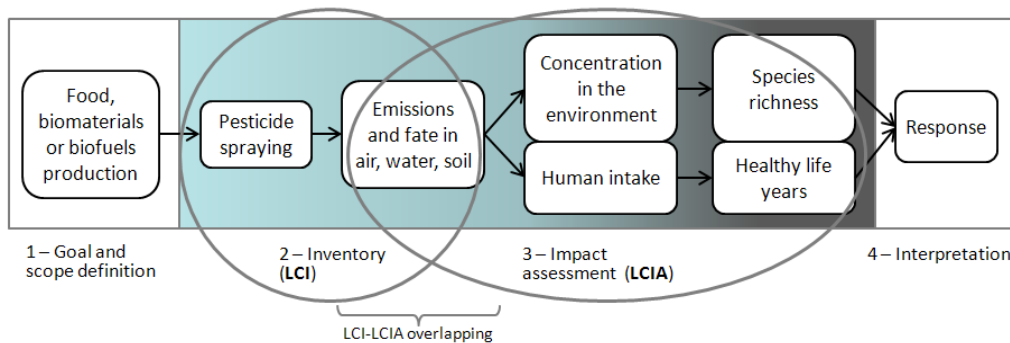 Food,
biomaterials
or biofuels
production
Pesticide
spraying
Emissions
and fate in
air, water, soil
Concentration
in the
environment
Human intake
Species
richness
Healthy life
years
Response
1 – Goal and
scope definition
2 – Inventory
(LCI)
3 – Impact
assessment (LCIA)
4 – Interpretation
LCI-LCIA overlapping